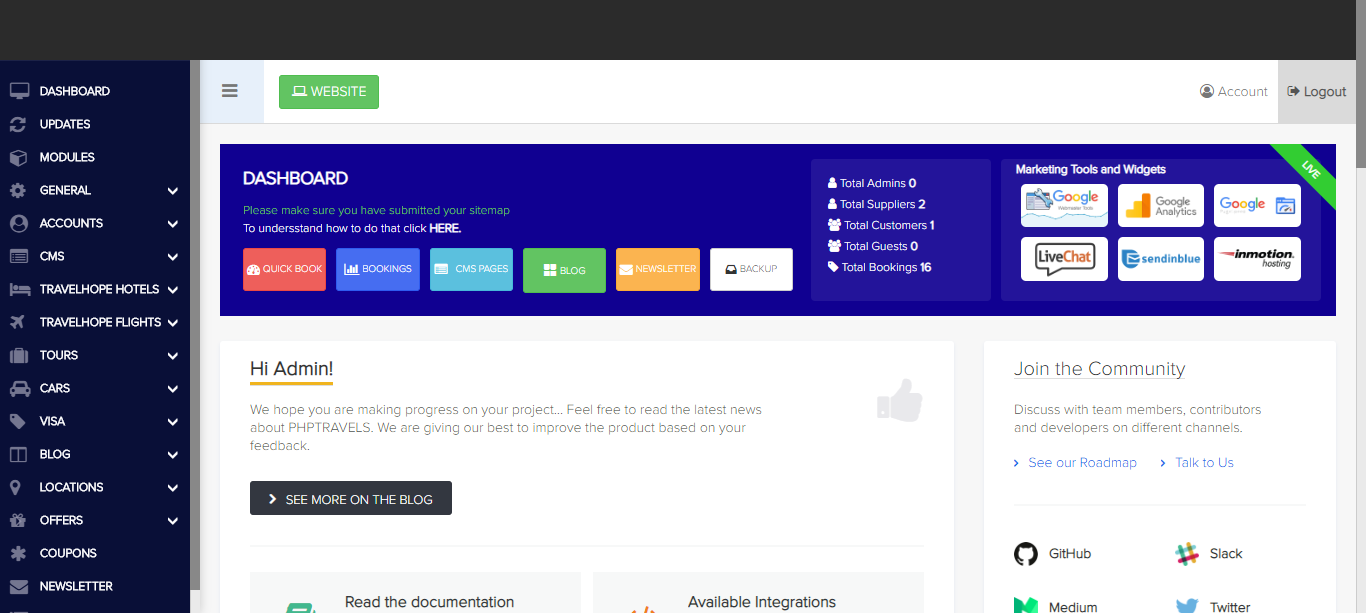 DASHBOARD
UPDATES
MODULES
GENERAL
ACCOUNTS
CMS
TRAVELHOPE HOTELS
TRAVELHOPE FLIGHTS
TOURS
CARS
VISA
BLOG
LOCATIONS
OFFERS
COUPONS
NEWSLETTER
WEBSITE
Account
Logout
DASHBOARD
Please make sure you have submitted your sitemap
To undersstand how to do that click HERE.
QUICK BOOK
BOOKINGS
CMS PAGES
BLOG
NEWSLETTER
BACKUP
Total Admins 0
Total Suppliers 2
Total Customers 1
Total Guests 0
Total Bookings 16
Marketing Tools and Widgets
LIVE
Google
Webmaster Tools
Google
Analytics
Google
LiveChat
sendinblue
inmotion
hosting
Hi Admin!
We hope you are making progress on your project... Feel free to read the latest news
about PHPTRAVELS. We are giving our best to improve the product based on your
feedback.
SEE MORE ON THE BLOG
Read the documentation
Available Integrations
Join the Community
Discuss with team members, contributors
and developers on different channels.
See our Roadmap
Talk to Us
GitHub
Slack
Medium
Twitter